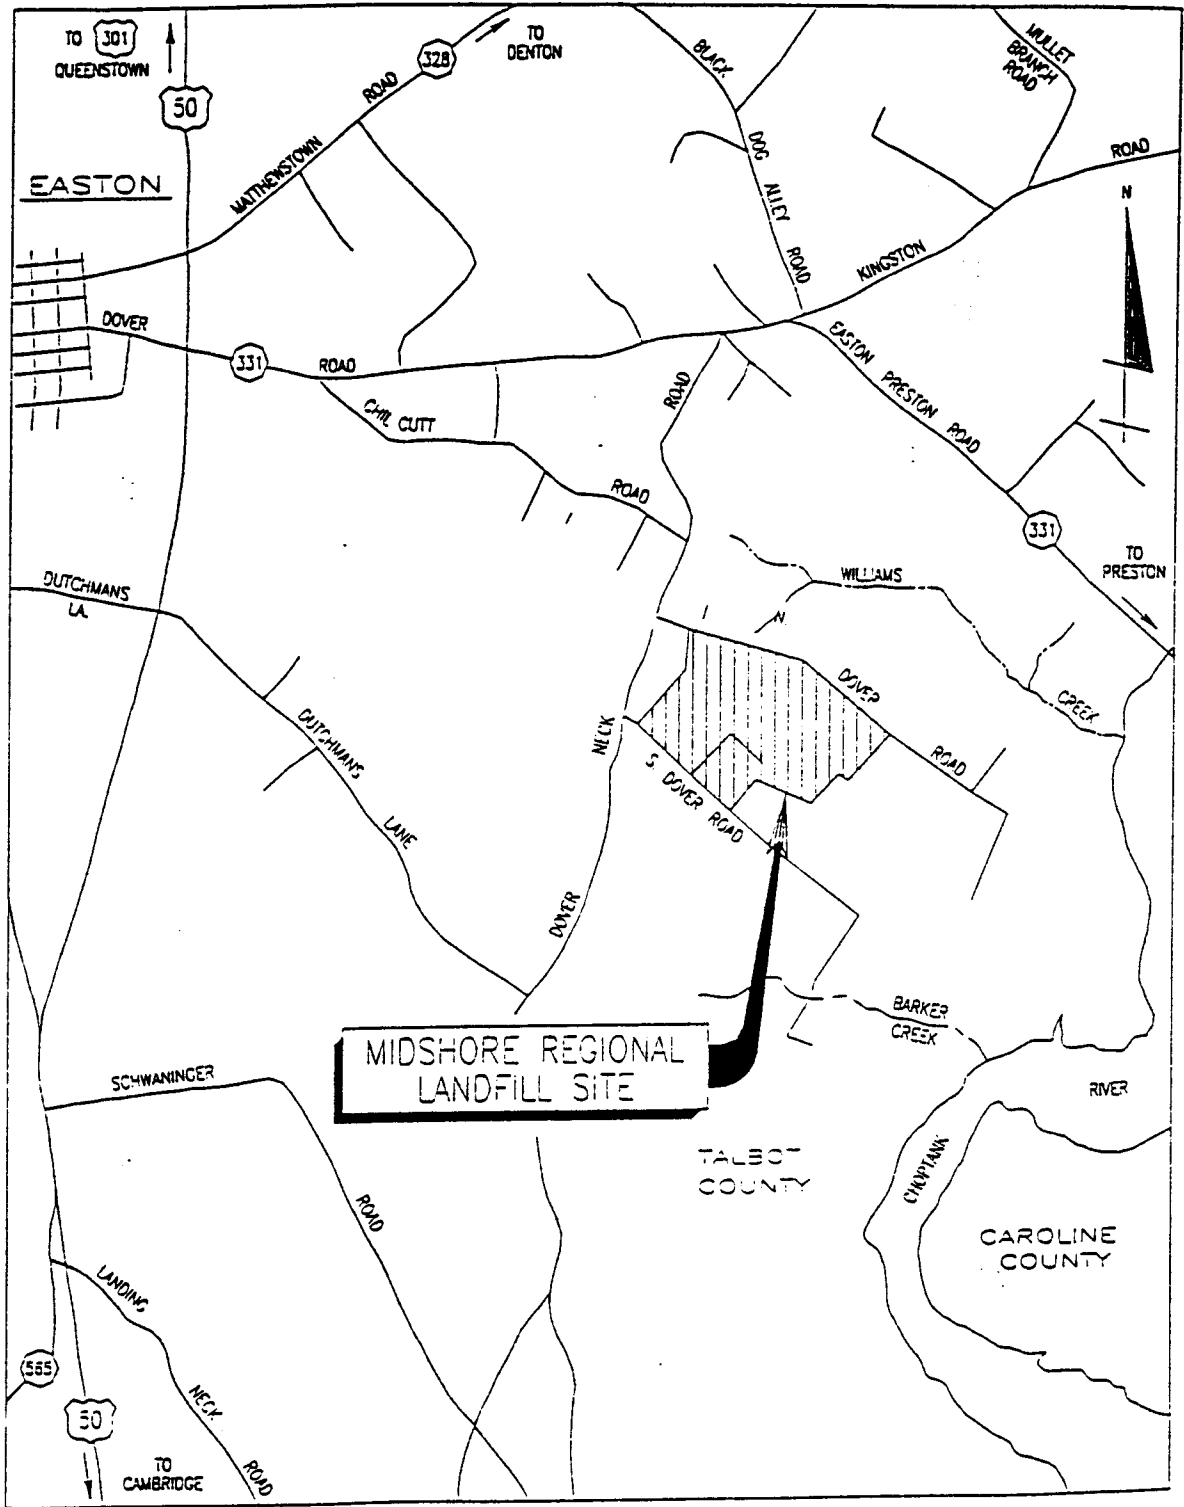 TO 301
QUEENSTOWN
50
328
TO
DENTON
MATTHEWSTOWN ROAD
BLACK DOG ALLEY ROAD
MULLET
BRANCH
ROAD
EASTON
KINGSTON ROAD
N
DOVER ROAD
331
CHIL CUTT ROAD
EASTON PRESTON ROAD
331
TO
PRESTON
DUTCHMANS
LA.
DUTCHMANS LANE
DOVER NECK ROAD
WILLIAMS CREEK
N. DOVER ROAD
S. DOVER ROAD
BARKER
CREEK
MIDSHORE REGIONAL
LANDFILL SITE
SCHWANINGER ROAD
TALBOT
COUNTY
CHOPTANK RIVER
CAROLINE
COUNTY
LANDING NECK ROAD
565
50
TO
CAMBRIDGE